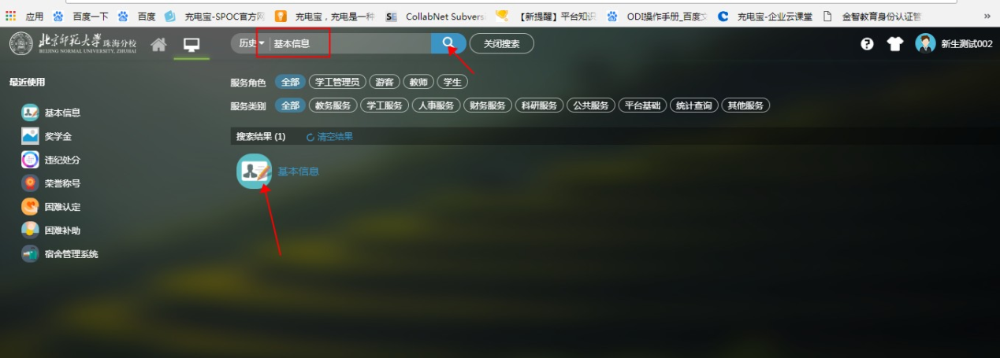 应用 百度一下 百度 充电宝-SPOC官方网 充电宝，充电是一种 CollabNet Subvers 【新提醒】平台知识 ODI操作手册_百度文 充电宝-企业云课堂 金智教育身份认证管 »
北京师范大学珠海分校 历史 基本信息 关闭搜索 新生测试002
BEIJING NORMAL UNIVERSITY, ZHUHAI
最近使用
服务角色 全部 学工管理员 游客 教师 学生
服务类别 全部 教务服务 学工服务 人事服务 财务服务 科研服务 公共服务 平台基础 统计查询 其他服务
基本信息
搜索结果 (1) 清空结果
奖学金
违纪处分
基本信息
荣誉称号
困难认定
困难补助
宿舍管理系统